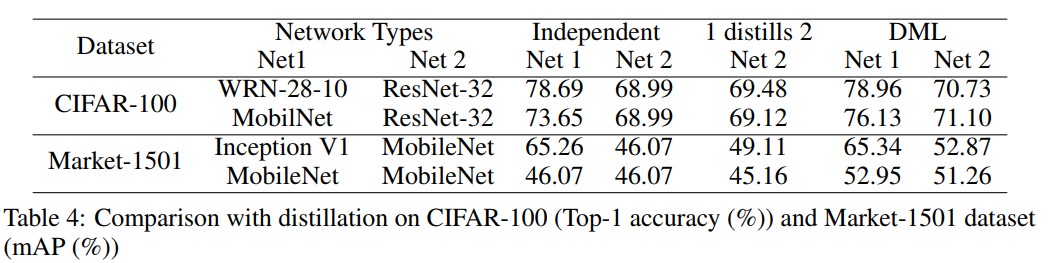 Dataset Network Types Independent 1 distills 2 DML
Net1 Net 2 Net 1 Net 2 Net 2 Net 1 Net 2
CIFAR-100 WRN-28-10 ResNet-32 78.69 68.99 69.48 78.96 70.73
MobilNet ResNet-32 73.65 68.99 69.12 76.13 71.10
Market-1501 Inception V1 MobileNet 65.26 46.07 49.11 65.34 52.87
MobileNet MobileNet 46.07 46.07 45.16 52.95 51.26
Table 4: Comparison with distillation on CIFAR-100 (Top-1 accuracy (%)) and Market-1501 dataset
(mAP (%))